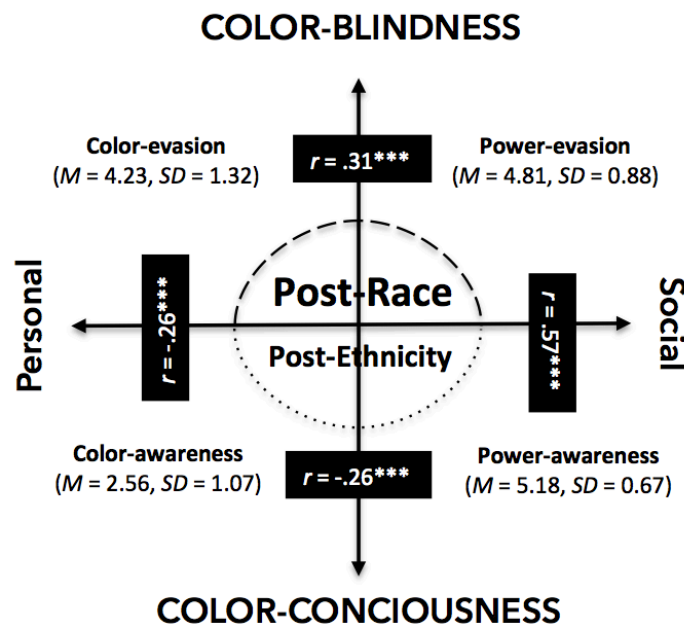 COLOR-BLINDNESS
Color-evasion
(M = 4.23, SD = 1.32)
r = .31***
Power-evasion
(M = 4.81, SD = 0.88)
Personal
r = -.26***
Post-Race
Post-Ethnicity
r = .57***
Social
Color-awareness
(M = 2.56, SD = 1.07)
r = -.26***
Power-awareness
(M = 5.18, SD = 0.67)
COLOR-CONCIOUSNESS